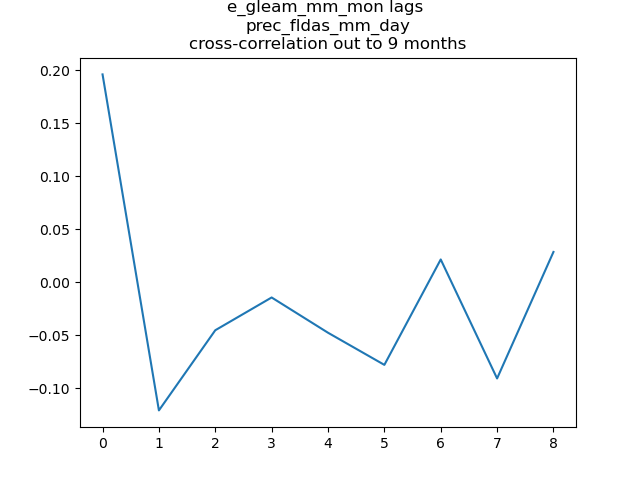 e_gleam_mm_mon lags
prec_fldas_mm_day
cross-correlation out to 9 months
0.20
0.15
0.10
0.05
0.00
−0.05
−0.10
0 1 2 3 4 5 6 7 8